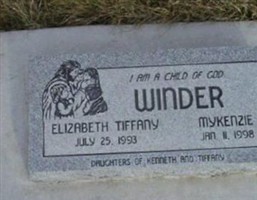 I AM A CHILD OF GOD
WINDER
ELIZABETH TIFFANY MYKENZIE
JULY 25, 1993 JAN 11, 1998
DAUGHTERS OF KENNETH AND TIFFANY